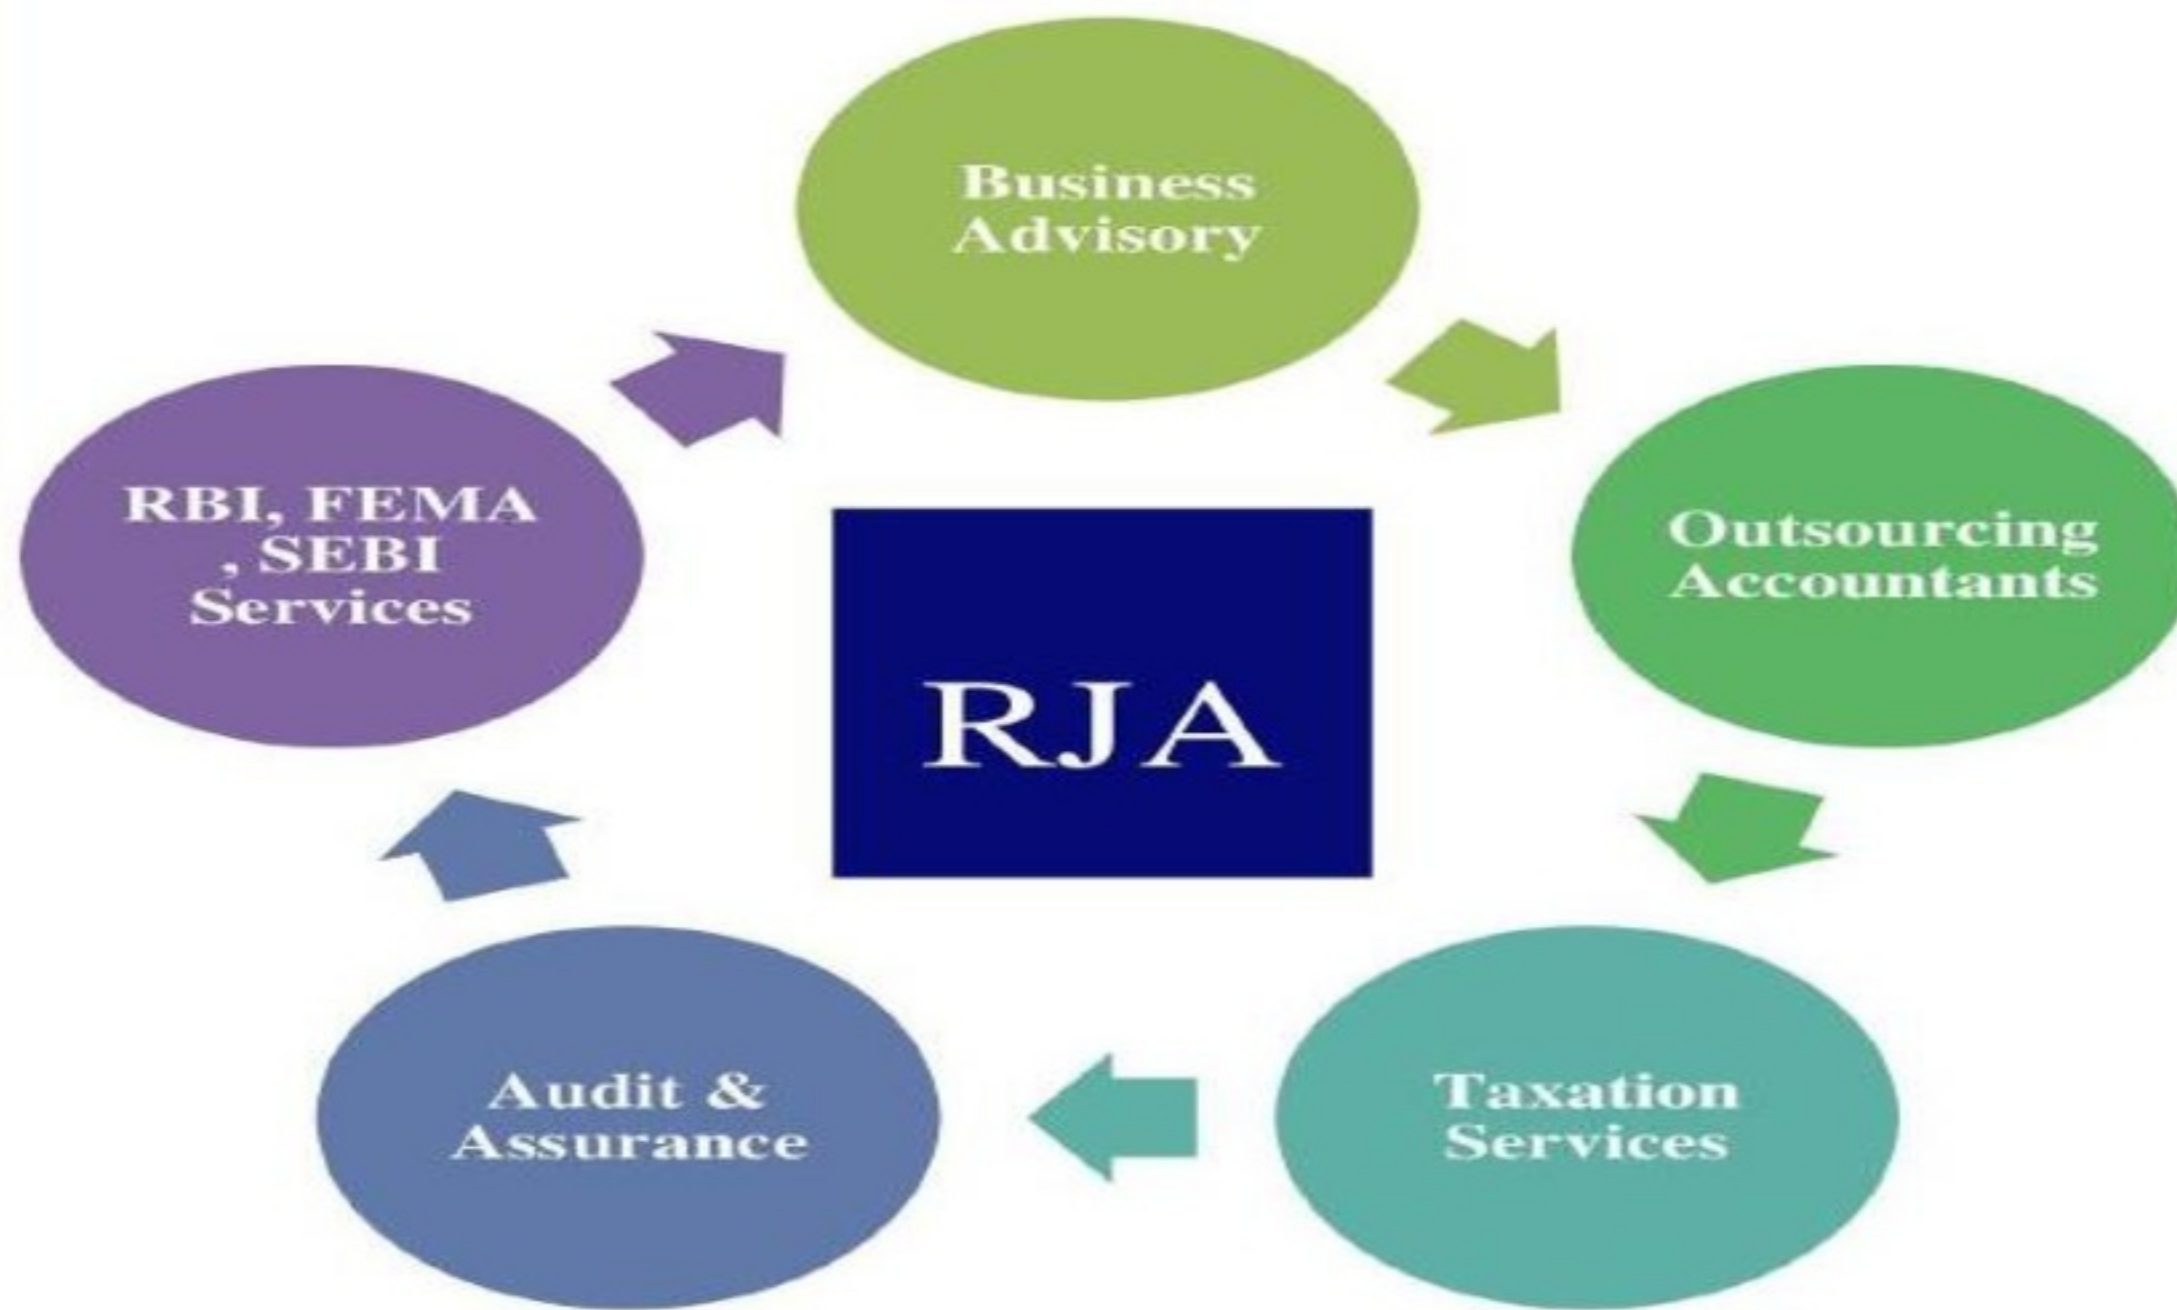 Business
Advisory
Outsourcing
Accountants
Taxation
Services
Audit &
Assurance
RBI, FEMA
, SEBI
Services
RJA